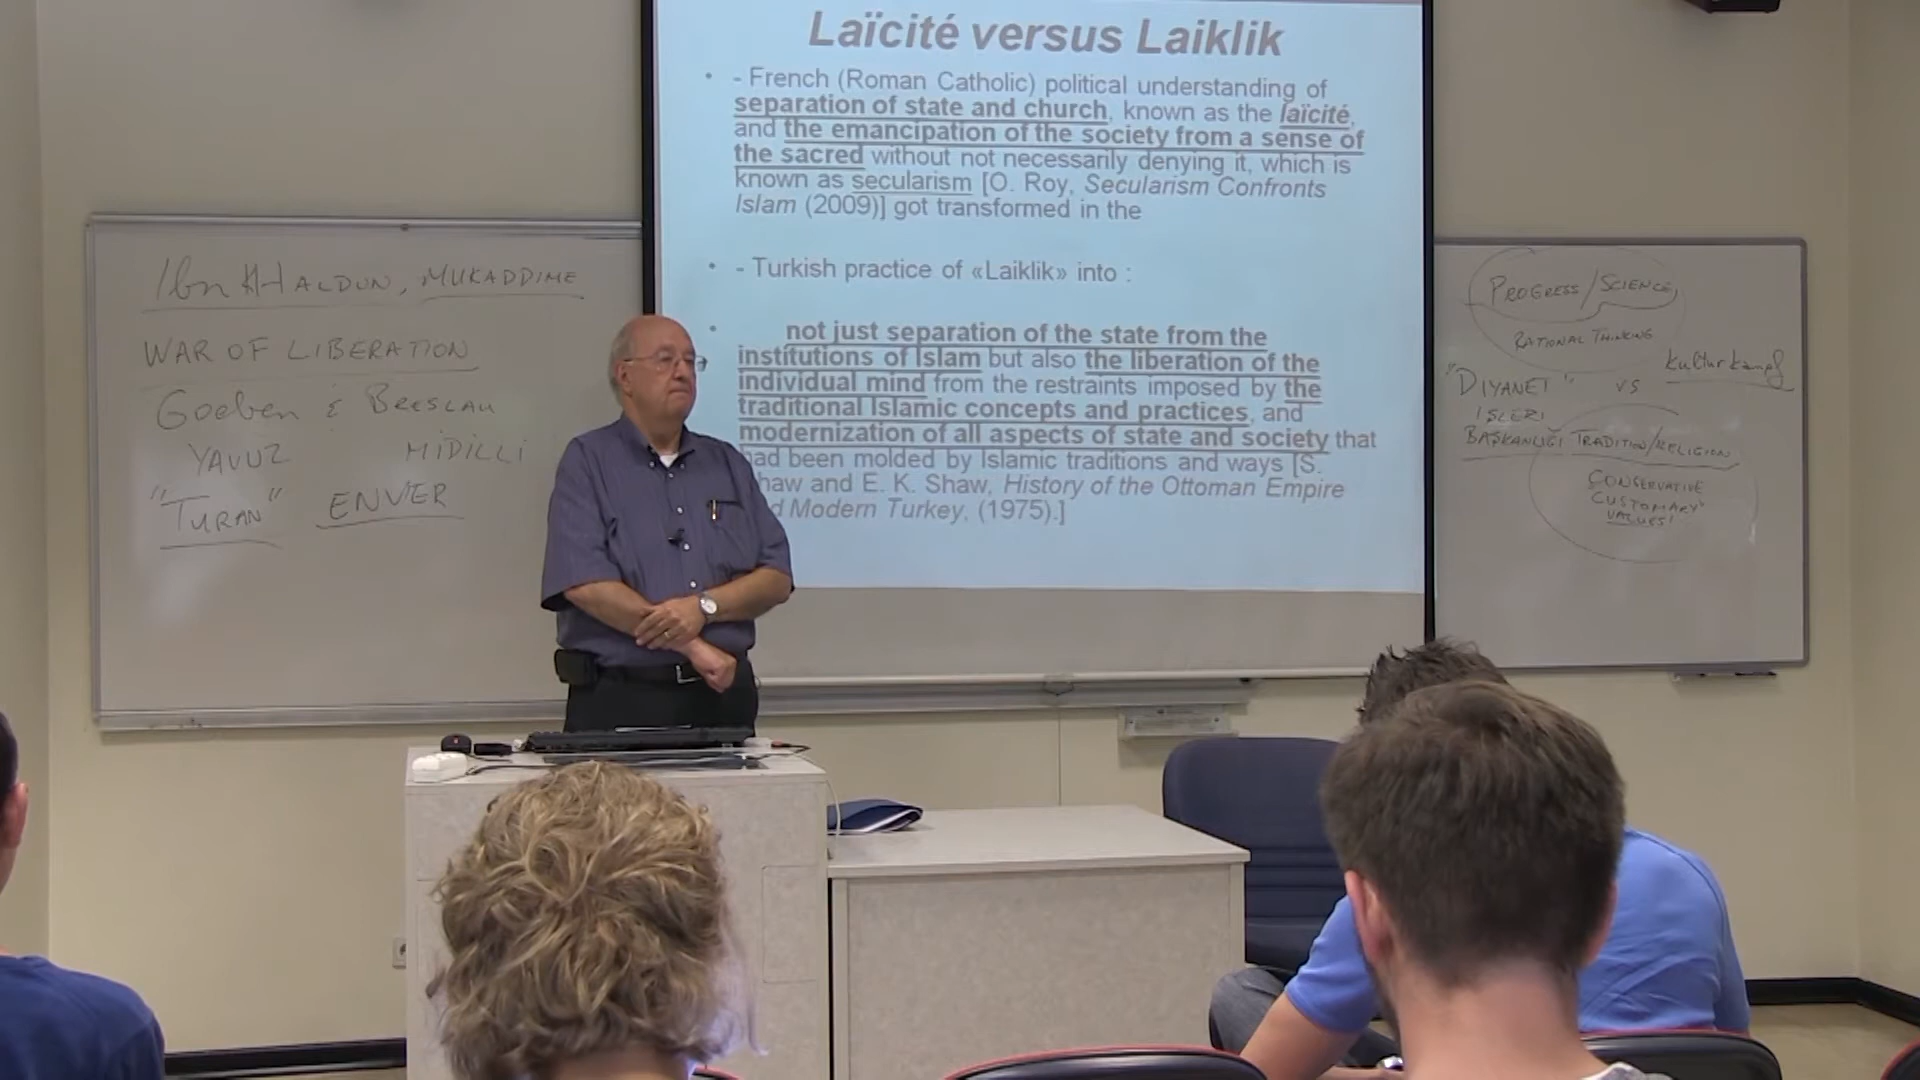 Laïcité versus Laiklik
• - French (Roman Catholic) political understanding of
separation of state and church, known as the laïcité,
and the emancipation of the society from a sense of
the sacred without not necessarily denying it, which is
known as secularism [O. Roy, Secularism Confronts
Islam (2009)] got transformed in the
• - Turkish practice of «Laiklik» into :
• not just separation of the state from the
institutions of Islam but also the liberation of the
individual mind from the restraints imposed by the
traditional Islamic concepts and practices, and
modernization of all aspects of state and society that
had been molded by Islamic traditions and ways [S.
haw and E. K. Shaw, History of the Ottoman Empire
d Modern Turkey, (1975).]
Ibn HALDUN, MUKADDIME
WAR OF LIBERATION
Goeben & BRESLAU
YAVUZ MİDİLLİ
"TURAN" ENVER
PROGRESS/SCIENCE
RATIONAL THINKING
"DIYANET" VS Kulturkampf
İŞLERİ
BAŞKANLIĞI TRADITION/RELIGION
CONSERVATIVE
CUSTOMARY
VALUES!